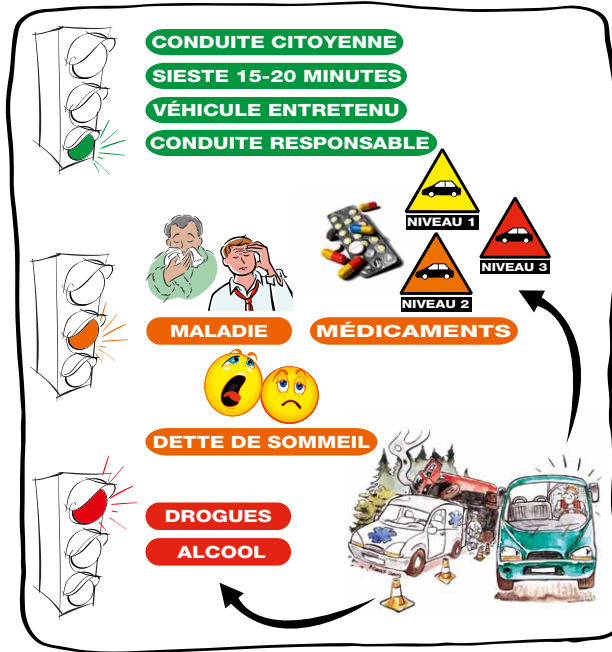 CONDUITE CITOYENNE
SIESTE 15-20 MINUTES
VÉHICULE ENTRETENU
CONDUITE RESPONSABLE
NIVEAU 1
NIVEAU 3
NIVEAU 2
MALADIE
MÉDICAMENTS
DETTE DE SOMMEIL
DROGUES
ALCOOL